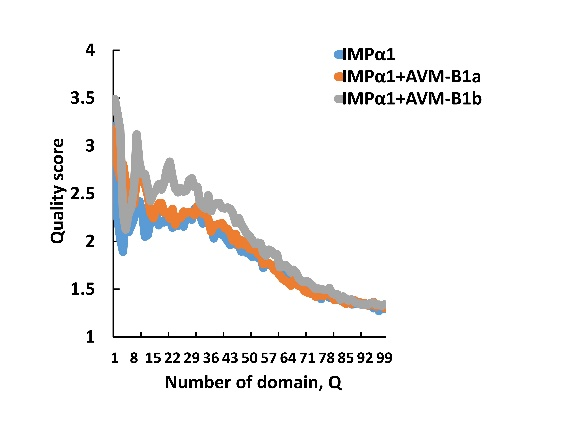 IMPα1
IMPα1+AVM-B1a
IMPα1+AVM-B1b
4
3.5
3
2.5
2
1.5
1
Quality score
1 8 15 22 29 36 43 50 57 64 71 78 85 92 99
Number of domain, Q